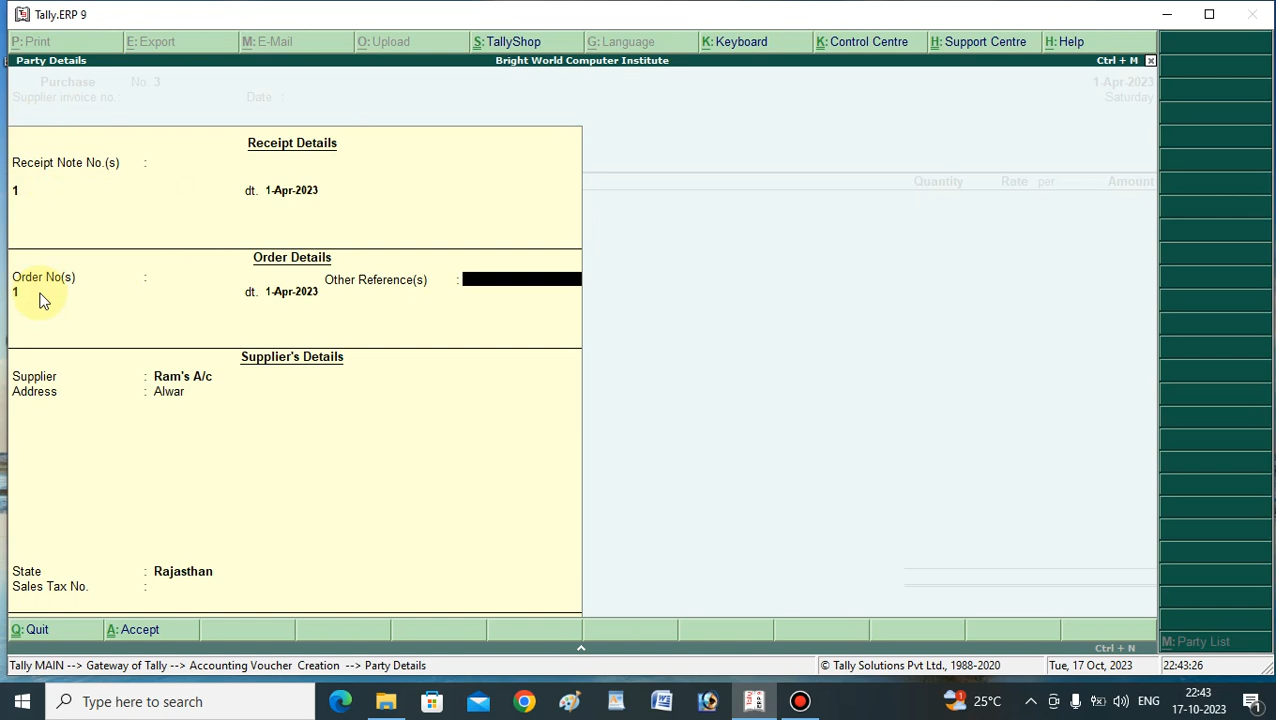 Tally.ERP 9
P: Print E: Export M: E-Mail O: Upload S: TallyShop G: Language K: Keyboard K: Control Centre H: Support Centre H: Help
Party Details Bright World Computer Institute Ctrl + M
Purchase No. 3 1-Apr-2023
Supplier invoice no.: Date : Saturday
Receipt Details
Receipt Note No.(s) :
1 dt. 1-Apr-2023
Quantity Rate per Amount
Order Details
Order No(s) : Other Reference(s) :
1 dt. 1-Apr-2023
Supplier's Details
Supplier : Ram's A/c
Address : Alwar
State : Rajasthan
Sales Tax No. :
Q: Quit A: Accept
M: Party List
Ctrl + N
Tally MAIN --> Gateway of Tally --> Accounting Voucher Creation --> Party Details © Tally Solutions Pvt Ltd., 1988-2020 Tue, 17 Oct, 2023 22:43:26
Type here to search 25°C ENG 22:43
17-10-2023